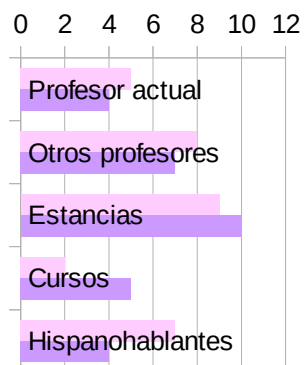 0 2 4 6 8 10 12
Profesor actual
Otros profesores
Estancias
Cursos
Hispanohablantes